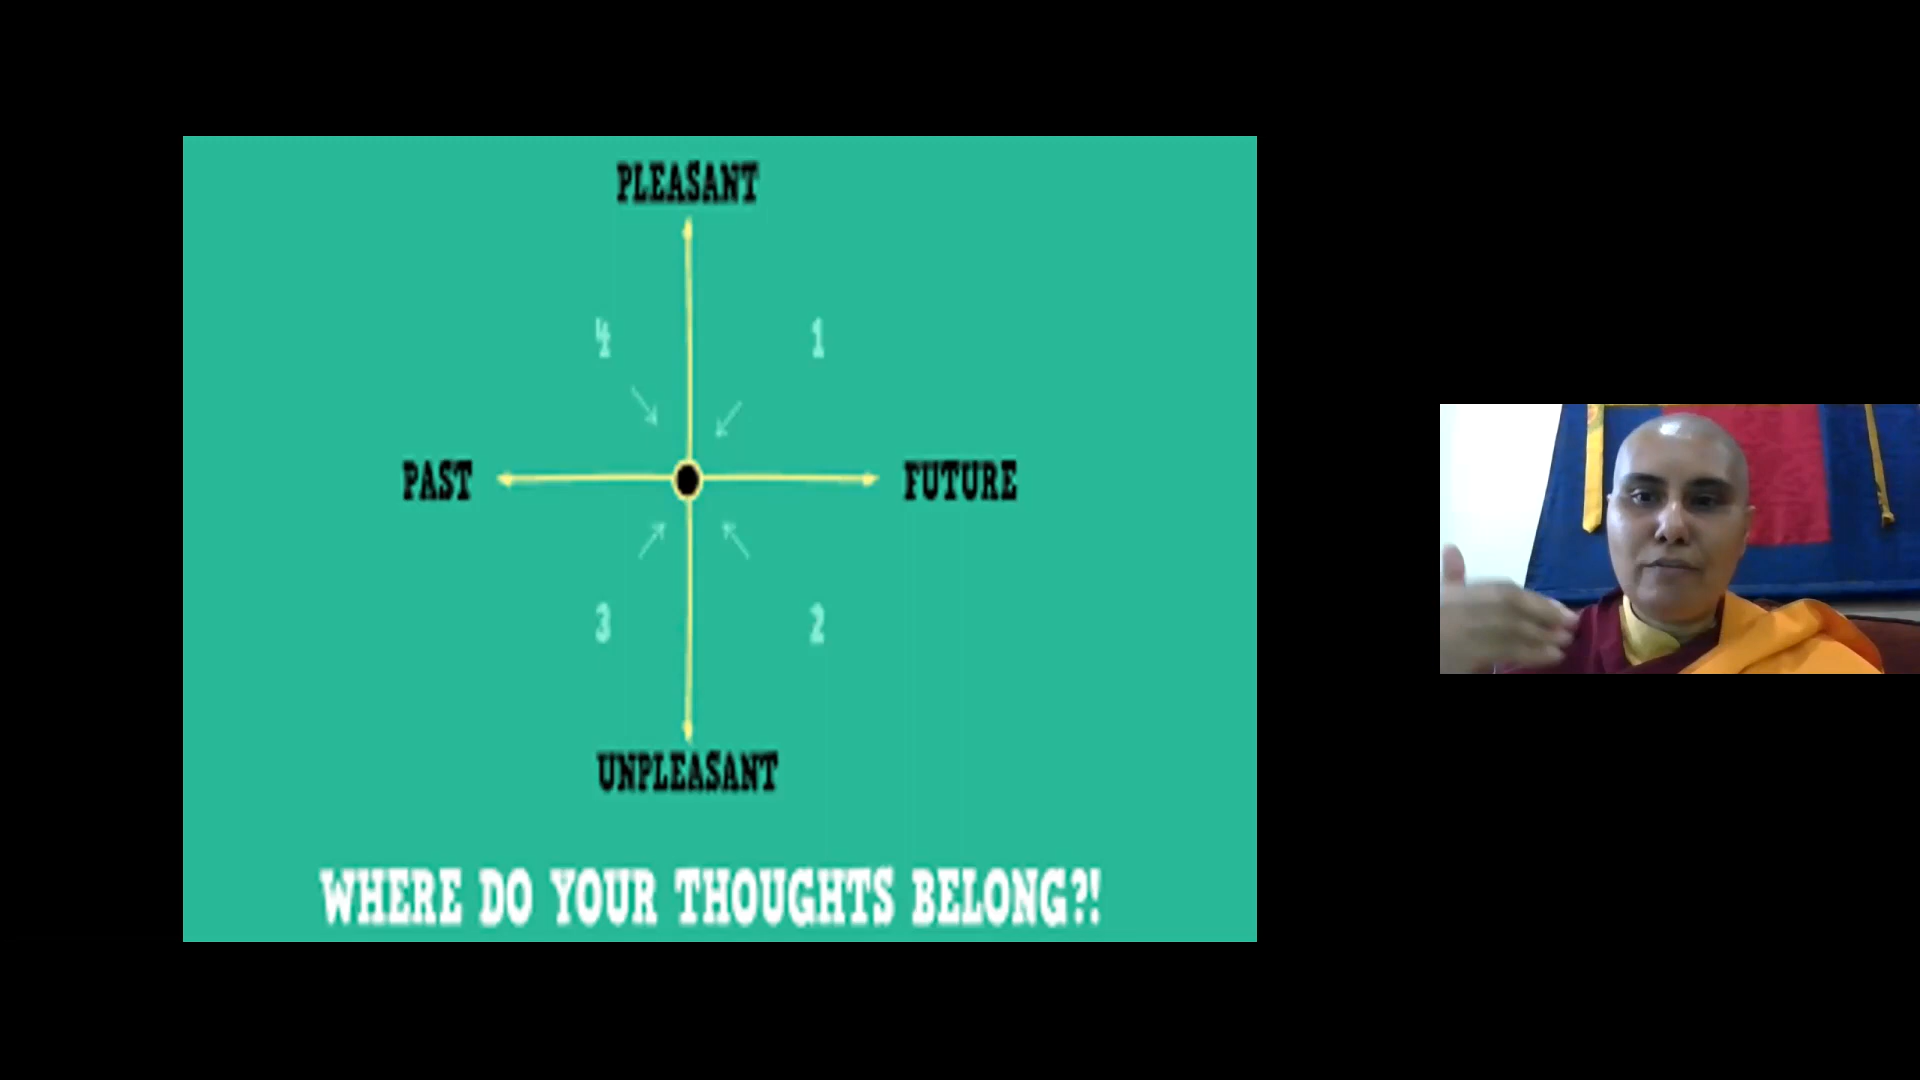 PLEASANT
4 1
PAST FUTURE
3 2
UNPLEASANT
WHERE DO YOUR THOUGHTS BELONG?!